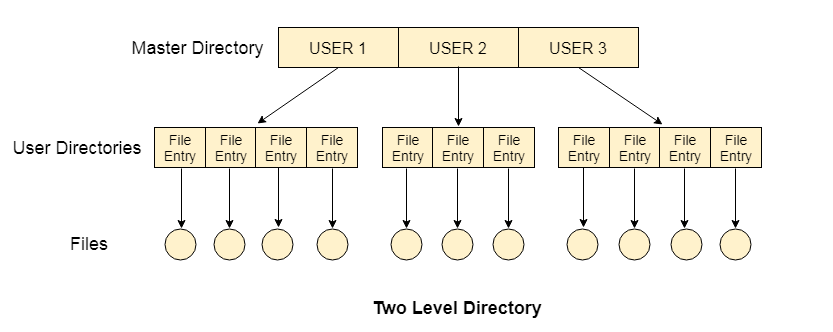 Master Directory USER 1 USER 2 USER 3
User Directories File Entry File Entry File Entry File Entry File Entry File Entry File Entry File Entry File Entry File Entry File Entry
Files
Two Level Directory